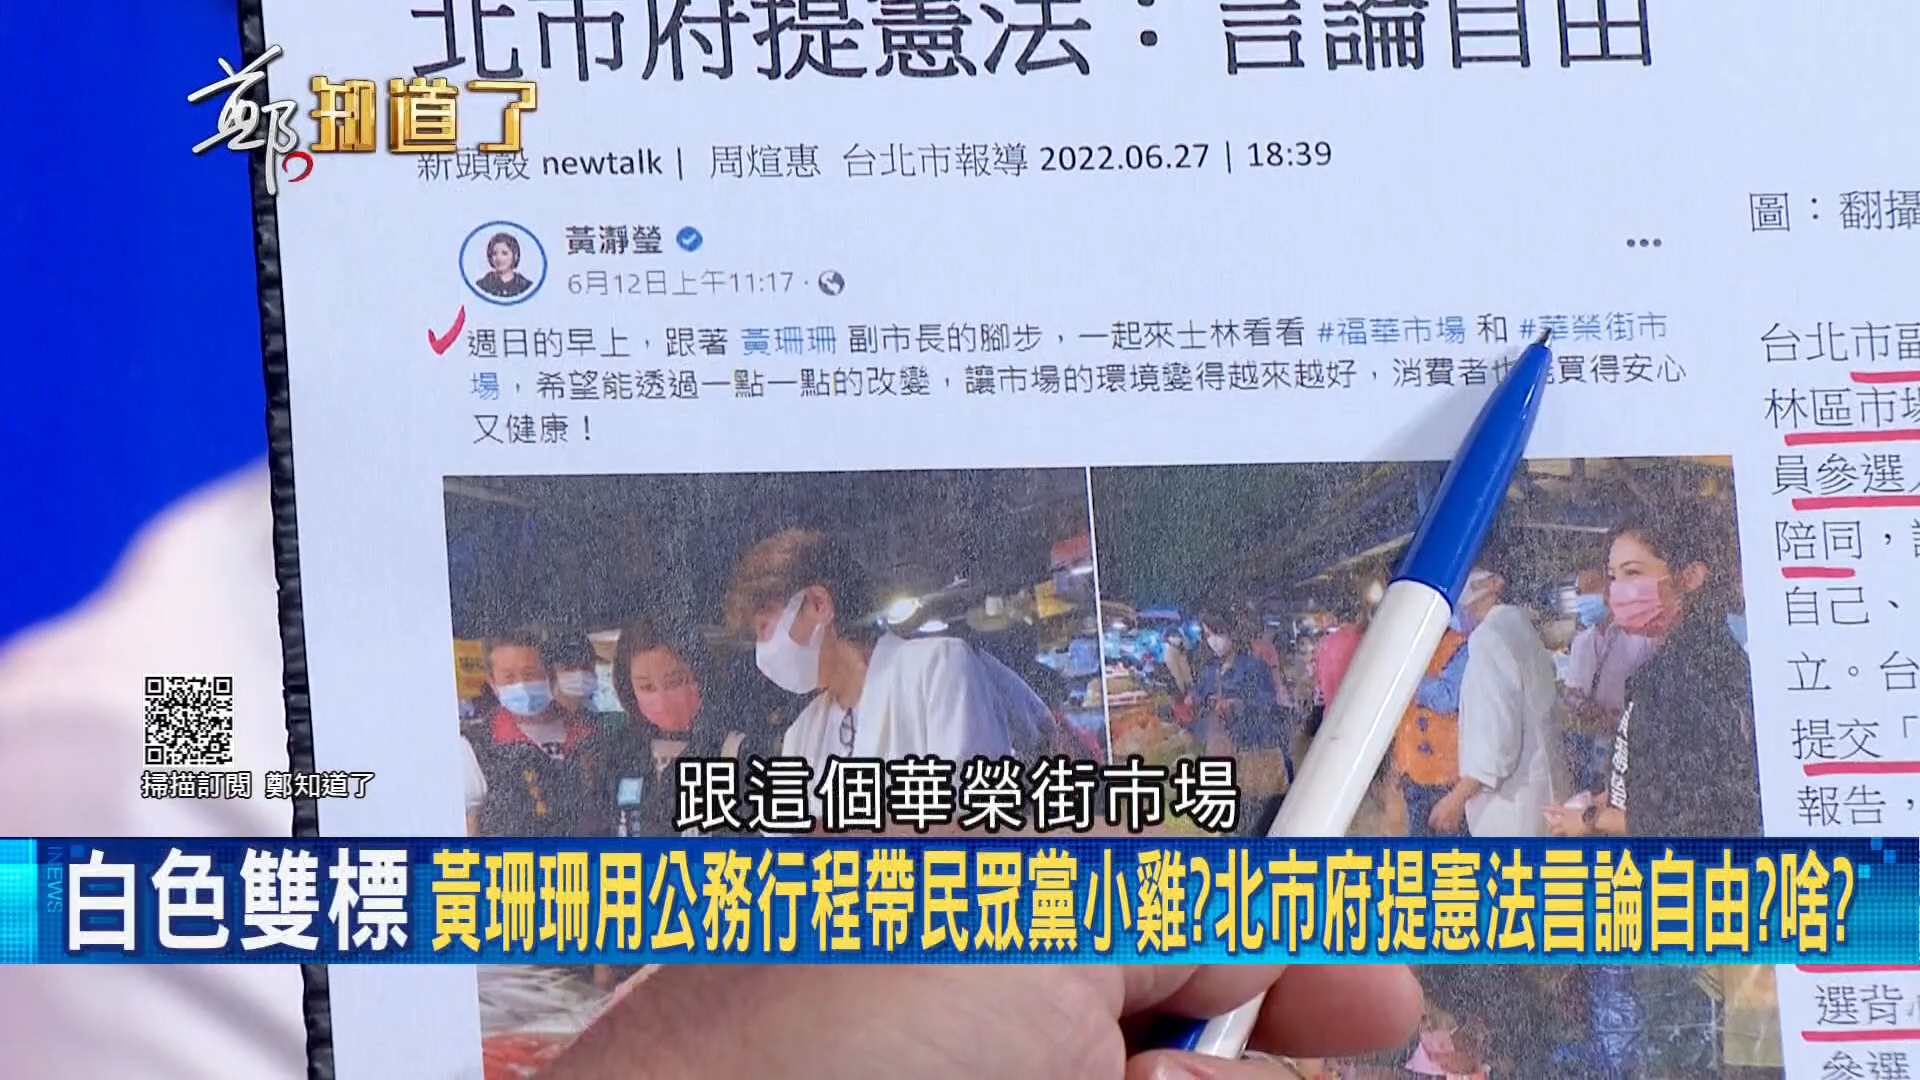 北市府提憲法：言論自由
鄭知道了
新頭殼 newtalk | 周煊惠 台北市報導 2022.06.27 | 18:39
圖：翻攝
黃瀞瑩
6月12日上午11:17
週日的早上，跟著 黃珊珊 副市長的腳步，一起來士林看看 #福華市場 和 #華榮街市
場，希望能透過一點一點的改變，讓市場的環境變得越來越好，消費者也能買得安心
又健康！
台北市副
林區市場
員參選
陪同，
自己、
立。台
提交「
報告，
掃描訂閱 鄭知道了
跟這個華榮街市場
NEWS
白色雙標 黃珊珊用公務行程帶民眾黨小雞?北市府提憲法言論自由?啥?
選背
參選